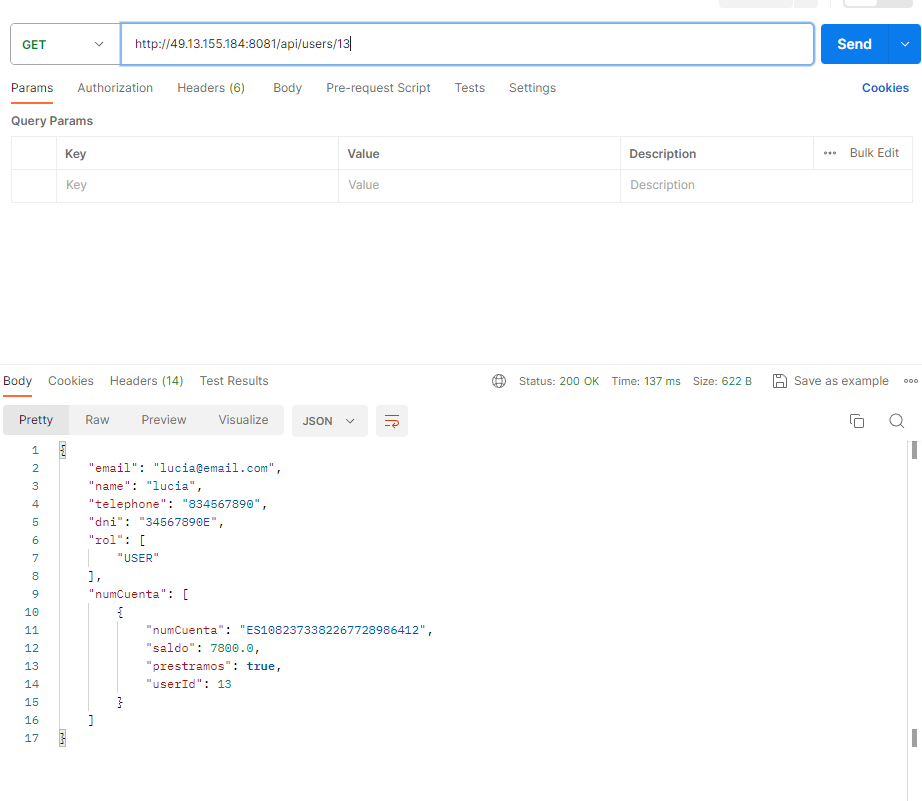 GET http://49.13.155.184:8081/api/users/13 Send
Params Authorization Headers (6) Body Pre-request Script Tests Settings Cookies
Query Params
Key Value Description ••• Bulk Edit
Key Value Description
Body Cookies Headers (14) Test Results Status: 200 OK Time: 137 ms Size: 622 B Save as example
Pretty Raw Preview Visualize JSON
1 {
2 "email": "lucia@email.com",
3 "name": "lucia",
4 "telephone": "834567890",
5 "dni": "34567890E",
6 "rol": [
7 "USER"
8 ],
9 "numCuenta": [
10 {
11 "numCuenta": "ES1082373382267728986412",
12 "saldo": 7800.0,
13 "prestramos": true,
14 "userId": 13
15 }
16 ]
17 }